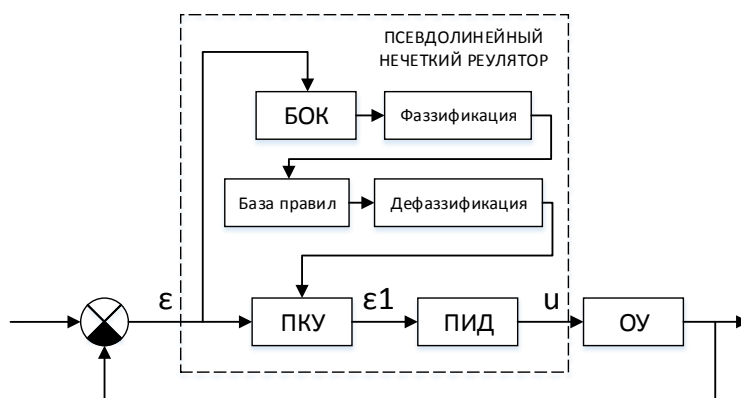 ПСЕВДОЛИНЕЙНЫЙ
НЕЧЕТКИЙ РЕУЛЯТОР
БОК
Фаззификация
База правил
Дефаззификация
ε
ПКУ
ε1
ПИД
u
ОУ